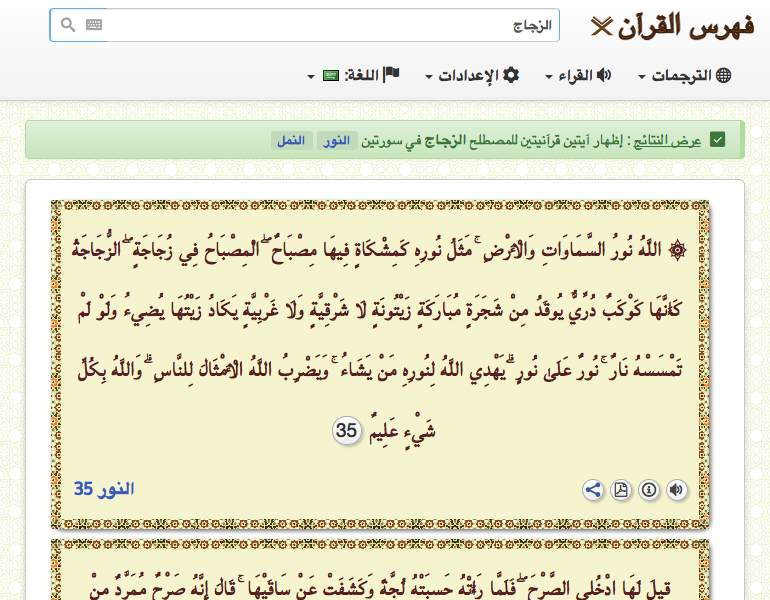 فهرس القرآن
الزجاج
الترجمات القراء الإعدادات اللغة:
عرض النتائج : إظهار آيتين قرآنيتين للمصطلح الزجاج في سورتين النور النمل
۞ اللَّهُ نُورُ السَّمَاوَاتِ وَالْأَرْضِ ۚ مَثَلُ نُورِهِ كَمِشْكَاةٍ فِيهَا مِصْبَاحٌ ۖ الْمِصْبَاحُ فِي زُجَاجَةٍ ۖ الزُّجَاجَةُ
كَأَنَّهَا كَوْكَبٌ دُرِّيٌّ يُوقَدُ مِنْ شَجَرَةٍ مُبَارَكَةٍ زَيْتُونَةٍ لَا شَرْقِيَّةٍ وَلَا غَرْبِيَّةٍ يَكَادُ زَيْتُهَا يُضِيءُ وَلَوْ لَمْ
تَمْسَسْهُ نَارٌ ۚ نُورٌ عَلَىٰ نُورٍ ۗ يَهْدِي اللَّهُ لِنُورِهِ مَنْ يَشَاءُ ۚ وَيَضْرِبُ اللَّهُ الْأَمْثَالَ لِلنَّاسِ ۗ وَاللَّهُ بِكُلِّ
شَيْءٍ عَلِيمٌ 35
النور 35
قِيلَ لَهَا ادْخُلِي الصَّرْحَ ۖ فَلَمَّا رَأَتْهُ حَسِبَتْهُ لُجَّةً وَكَشَفَتْ عَنْ سَاقَيْهَا ۚ قَالَ إِنَّهُ صَرْحٌ مُمَرَّدٌ مِنْ